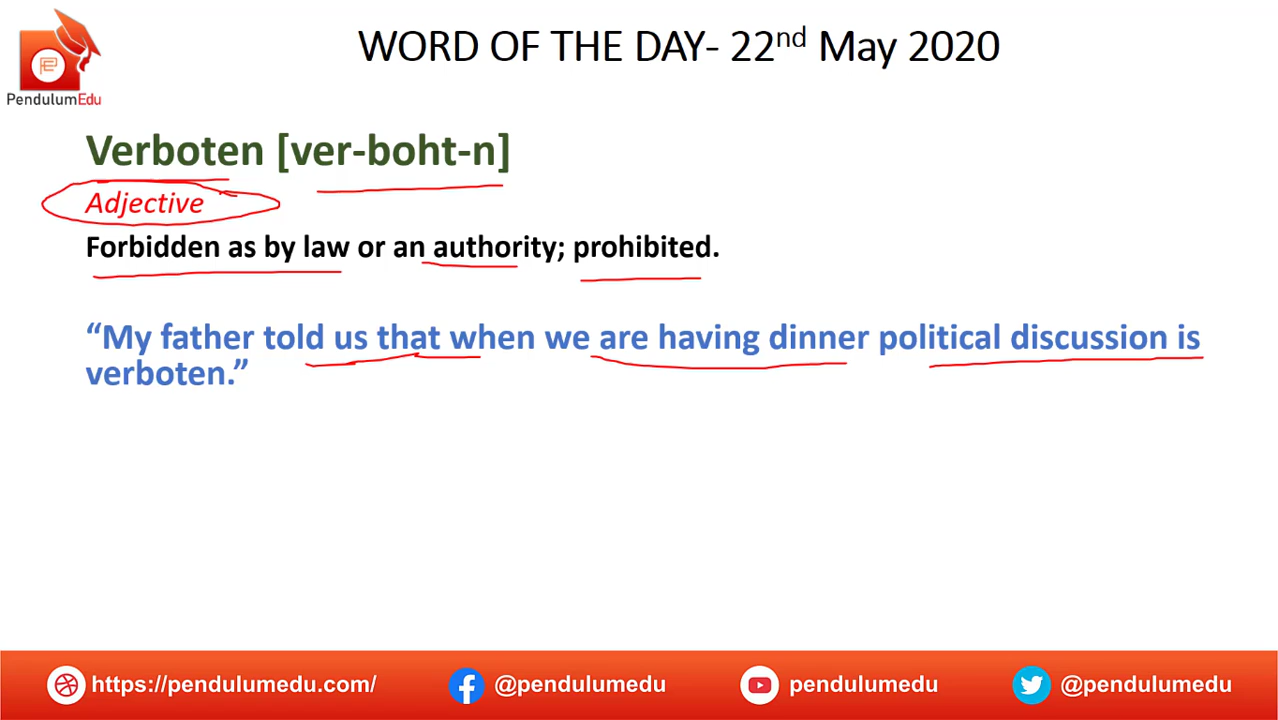 WORD OF THE DAY- 22nd May 2020
PendulumEdu
Verboten [ver-boht-n]
Adjective
Forbidden as by law or an authority; prohibited.
“My father told us that when we are having dinner political discussion is
verboten.”
https://pendulumedu.com/ @pendulumedu pendulumedu @pendulumedu